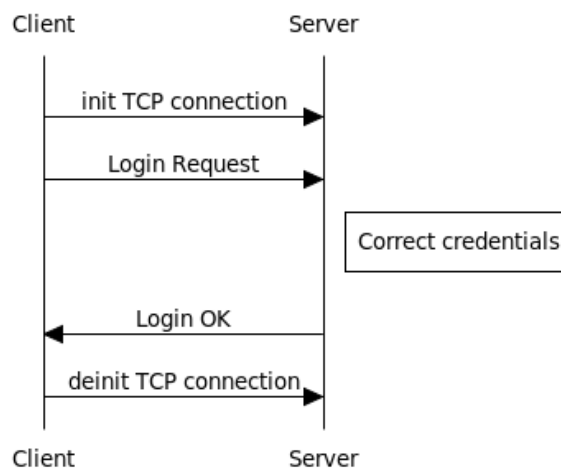 Client Server
init TCP connection
Login Request
Correct credentials
Login OK
deinit TCP connection
Client Server